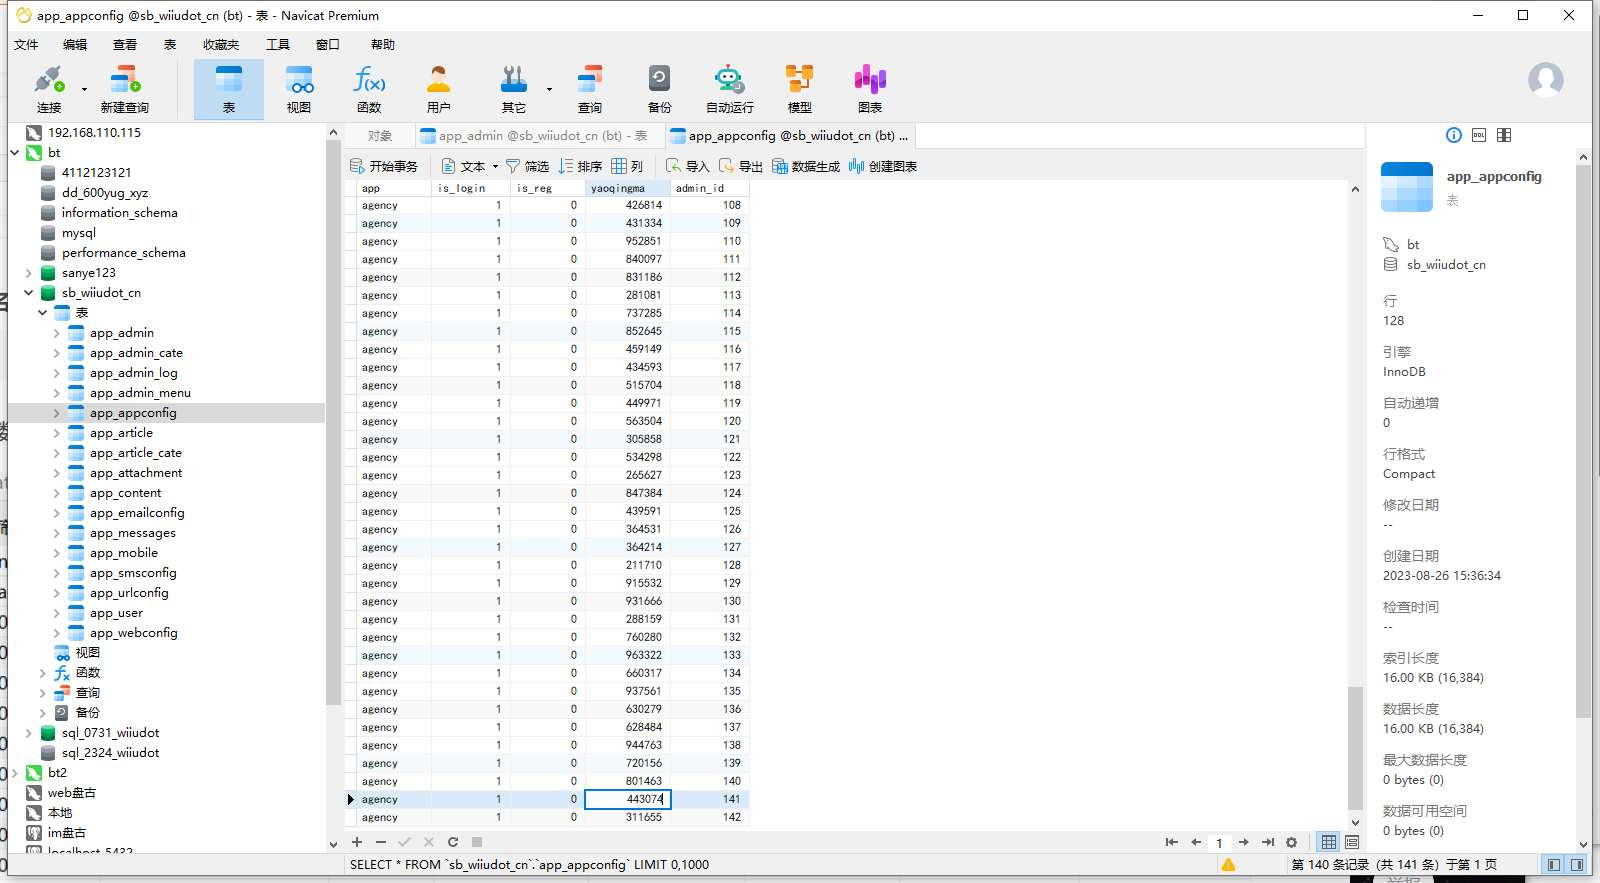 app_appconfig @sb_wiiudot_cn (bt) - 表 - Navicat Premium
文件 编辑 查看 表 收藏夹 工具 窗口 帮助
连接 新建查询 表 视图 函数 用户 其它 查询 备份 自动运行 模型 图表
对象 app_admin @sb_wiiudot_cn (bt) - 表 app_appconfig @sb_wiiudot_cn (bt) ...
开始事务 文本 筛选 排序 列 导入 导出 数据生成 创建图表
192.168.110.115
bt
4112123121
dd_600yug_xyz
information_schema
mysql
performance_schema
sanye123
sb_wiiudot_cn
表
app_admin
app_admin_cate
app_admin_log
app_admin_menu
app_appconfig
app_article
app_article_cate
app_attachment
app_content
app_emailconfig
app_messages
app_mobile
app_smsconfig
app_urlconfig
app_user
app_webconfig
视图
函数
查询
备份
sql_0731_wiiudot
sql_2324_wiiudot
bt2
web盘古
本地
im盘古
localhost-5432
app is_login is_reg yaoqingma admin_id
agency 1 0 426814 108
agency 1 0 431334 109
agency 1 0 952851 110
agency 1 0 840097 111
agency 1 0 831186 112
agency 1 0 281081 113
agency 1 0 737285 114
agency 1 0 852645 115
agency 1 0 459149 116
agency 1 0 434593 117
agency 1 0 515704 118
agency 1 0 449971 119
agency 1 0 563504 120
agency 1 0 305858 121
agency 1 0 534298 122
agency 1 0 265627 123
agency 1 0 847384 124
agency 1 0 439591 125
agency 1 0 364531 126
agency 1 0 364214 127
agency 1 0 211710 128
agency 1 0 915532 129
agency 1 0 931666 130
agency 1 0 288159 131
agency 1 0 760280 132
agency 1 0 963322 133
agency 1 0 660317 134
agency 1 0 937561 135
agency 1 0 630279 136
agency 1 0 628484 137
agency 1 0 944763 138
agency 1 0 720156 139
agency 1 0 801463 140
agency 1 0 443074 141
agency 1 0 311655 142
1
SELECT * FROM `sb_wiiudot_cn`.`app_appconfig` LIMIT 0,1000
第 140 条记录 (共 141 条) 于第 1 页
DDL
app_appconfig
表
bt
sb_wiiudot_cn
行
128
引擎
InnoDB
自动递增
0
行格式
Compact
修改日期
--
创建日期
2023-08-26 15:36:34
检查时间
--
索引长度
16.00 KB (16,384)
数据长度
16.00 KB (16,384)
最大数据长度
0 bytes (0)
数据可用空间
0 bytes (0)